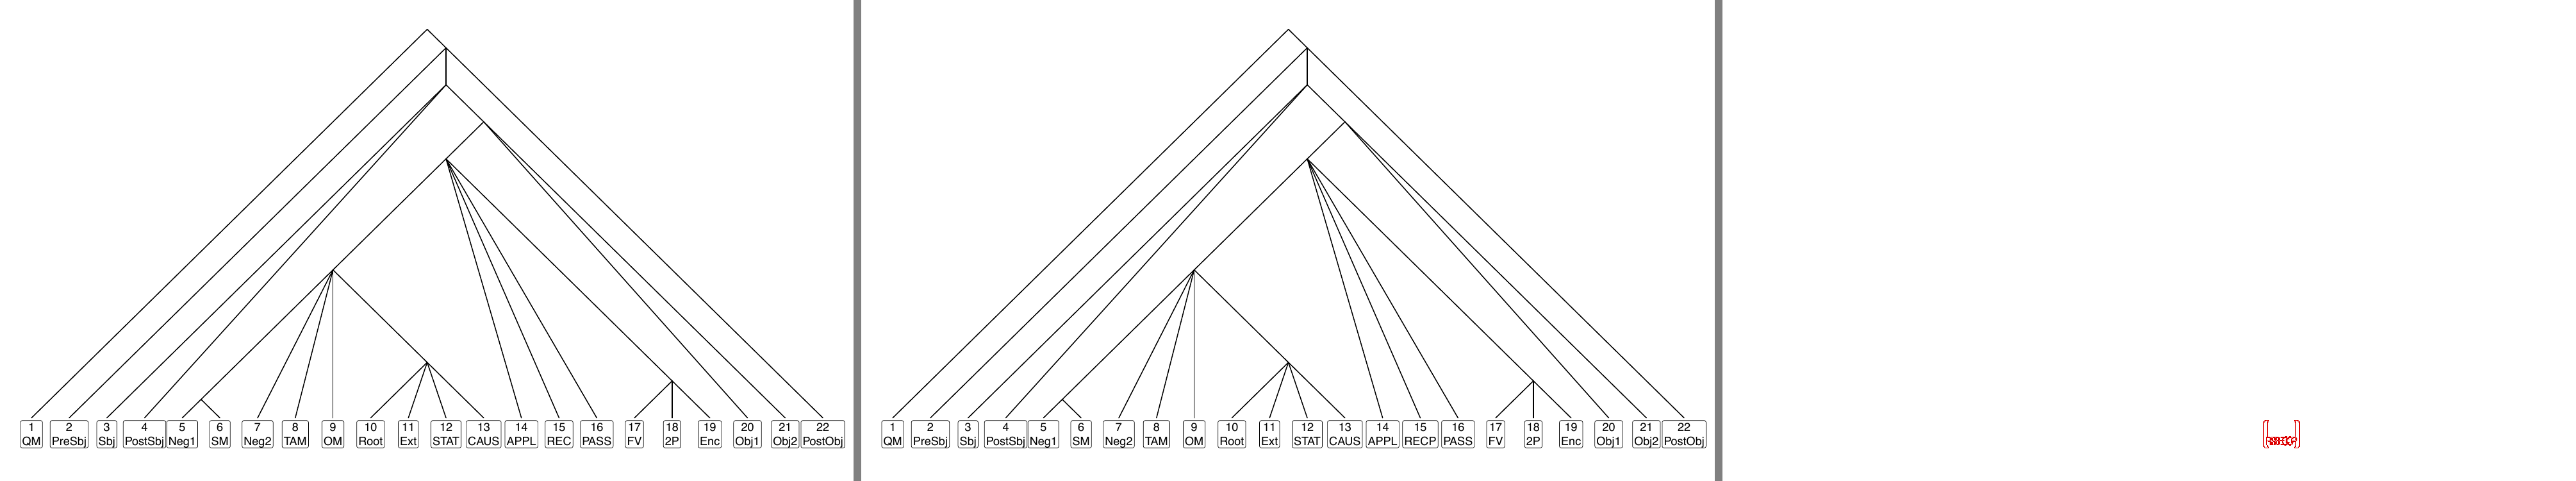 1 2 3 4 5 6 7 8 9 10 11 12 13 14 15 16 17 18 19 20 21 22
QM PreSbj Sbj PostSbj Neg1 SM Neg2 TAM OM Root Ext STAT CAUS APPL REC PASS FV 2P Enc Obj1 Obj2 PostObj
1 2 3 4 5 6 7 8 9 10 11 12 13 14 15 16 17 18 19 20 21 22
QM PreSbj Sbj PostSbj Neg1 SM Neg2 TAM OM Root Ext STAT CAUS APPL RECP PASS FV 2P Enc Obj1 Obj2 PostObj